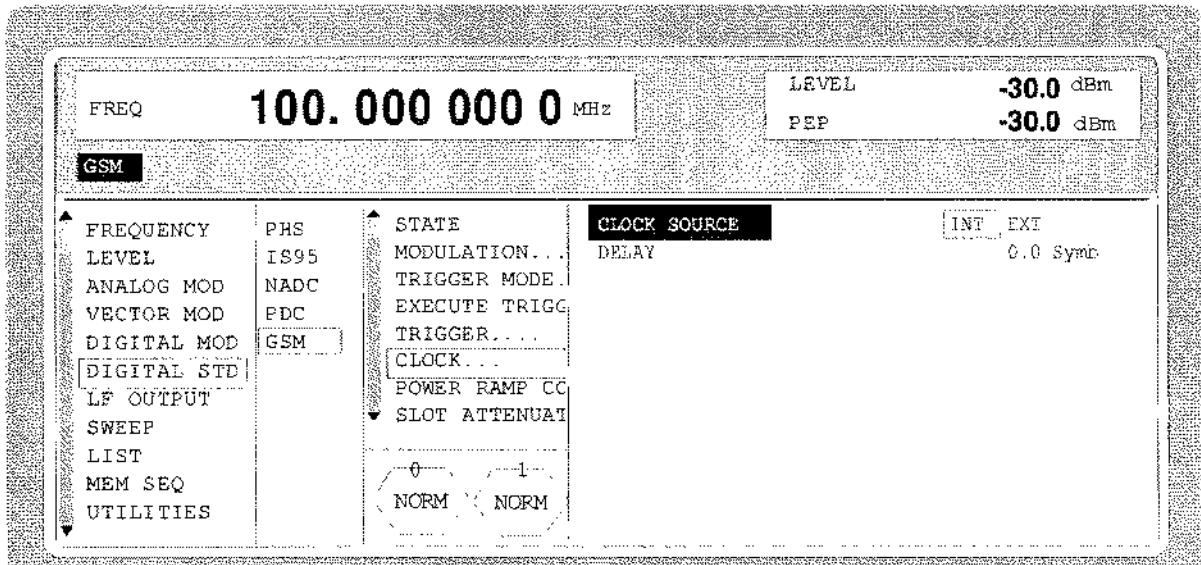 FREQ 100. 000 000 0 MHz
LEVEL -30.0 dBm
PEP -30.0 dBm
GSM
FREQUENCY
LEVEL
ANALOG MOD
VECTOR MOD
DIGITAL MOD
DIGITAL STD
LF OUTPUT
SWEEP
LIST
MEM SEQ
UTILITIES
PHS
IS95
NADC
PDC
GSM
STATE
MODULATION...
TRIGGER MODE.
EXECUTE TRIGG
TRIGGER....
CLOCK...
POWER RAMP CO
SLOT ATTENUAT
0 1
NORM NORM
CLOCK SOURCE INT EXT
DELAY 0.0 Symb